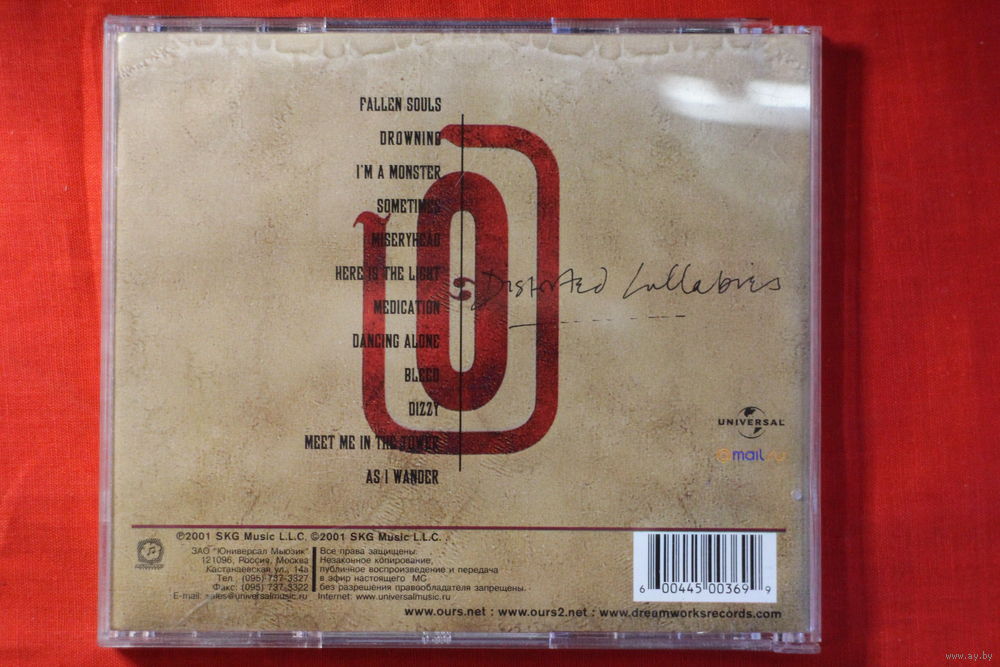 FALLEN SOULS
DROWNING
I'M A MONSTER
SOMETIMES
MISERYHEAD
HERE IS THE LIGHT
MEDICATION
DANCING ALONE
BLEED
DIZZY
MEET ME IN THE TOWER
AS I WANDER
Distorted Lullabies
UNIVERSAL
@mail.ru
℗2001 SKG Music L.L.C. ©2001 SKG Music L.L.C.
ЗАО "Юниверсал Мьюзик"
121096, Россия, Москва
Кастанаевская ул., 14а
Тел.: (095) 737-3327
Факс: (095) 737-3322
E-mail: sales@universalmusic.ru
Все права защищены.
Незаконное копирование,
публичное воспроизведение и передача
в эфир настоящего МС
без разрешения правообладателя запрещены.
Internet: www.universalmusic.ru
6 00445 00369 9
www.ours.net : www.ours2.net : www.dreamworksrecords.com
www.ay.by